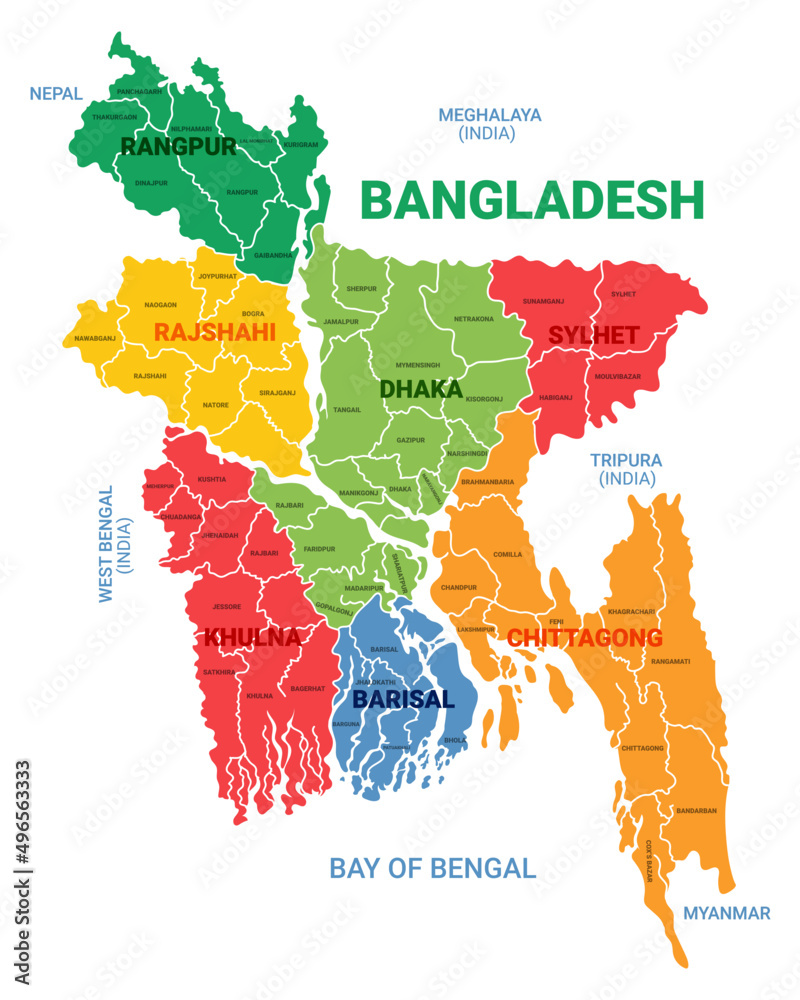 NEPAL
PANCHAGARH
THAKURGAON
NILPHAMARI
KURIGRAM
RANGPUR
DINAJPUR
RANGPUR
GAIBANDHA
MEGHALAYA
(INDIA)
BANGLADESH
JOYPURHAT
NAOGAON
BOGRA
RAJSHAHI
NAWABGANJ
RAJSHAHI
NATORE
SIRAJGANJ
SHERPUR
JAMALPUR
NETRAKONA
MYMENSINGH
DHAKA
KISORGONJ
TANGAIL
GAZIPUR
NARSHINGDI
MANIKGONJ
DHAKA
SUNAMGANJ
SYLHET
SYLHET
HABIGANJ
MOULVIBAZAR
TRIPURA
(INDIA)
WEST BENGAL
(INDIA)
KUSHTIA
MEHERPUR
CHUADANGA
JHENAIDAH
RAJBARI
RAJBARI
FARIDPUR
SHARIATPUR
MADARIPUR
GOPALGONJ
JESSORE
KHULNA
SATKHIRA
KHULNA
BAGERHAT
BARISAL
JHALOKATHI
BARISAL
BARGUNA
BHOLA
BRAHMANBARIA
COMILLA
CHANDPUR
LAKSHMIPUR
FENI
KHAGRACHARI
CHITTAGONG
RANGAMATI
CHITTAGONG
BANDARBAN
COX'S BAZAR
BAY OF BENGAL
MYANMAR
Adobe Stock | #496563333